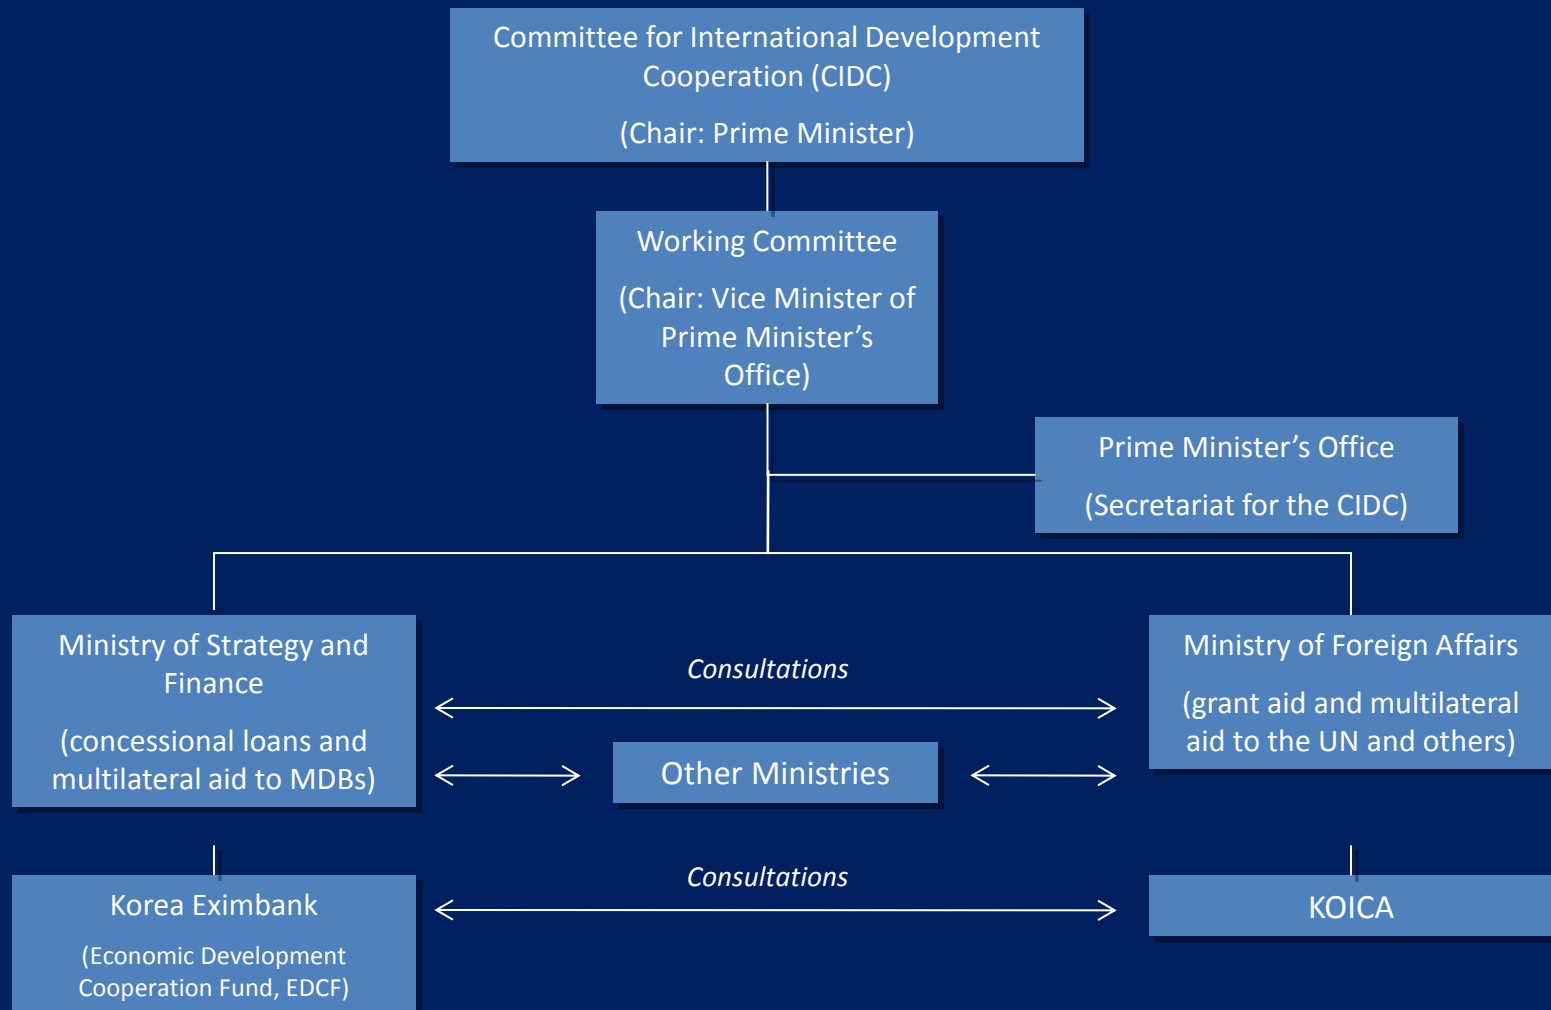 Committee for International Development
Cooperation (CIDC)
(Chair: Prime Minister)
Working Committee
(Chair: Vice Minister of
Prime Minister’s
Office)
Prime Minister’s Office
(Secretariat for the CIDC)
Ministry of Strategy and
Finance
(concessional loans and
multilateral aid to MDBs)
Consultations
Ministry of Foreign Affairs
(grant aid and multilateral
aid to the UN and others)
Other Ministries
Korea Eximbank
(Economic Development
Cooperation Fund, EDCF)
Consultations
KOICA